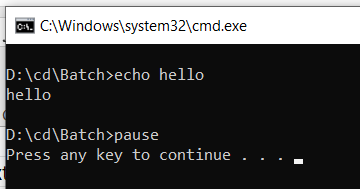 C:\Windows\system32\cmd.exe
D:\cd\Batch>echo hello
hello
D:\cd\Batch>pause
Press any key to continue . . .